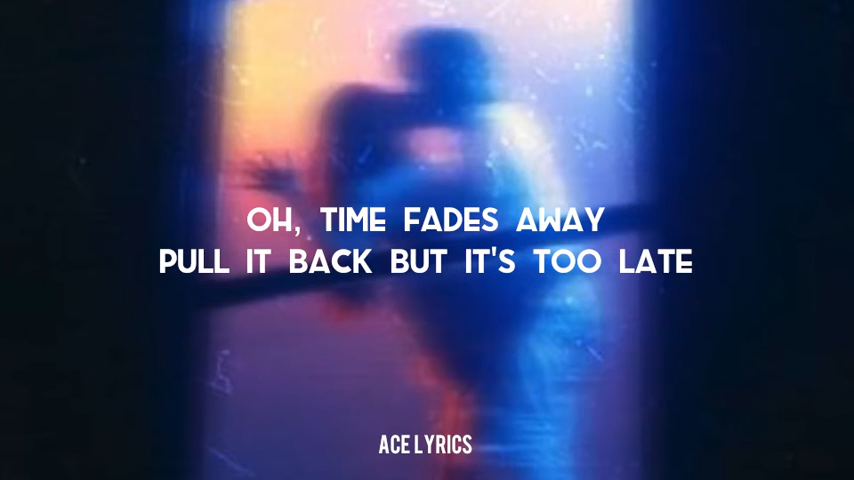 OH, TIME FADES AWAY
PULL IT BACK BUT IT'S TOO LATE
ACE LYRICS